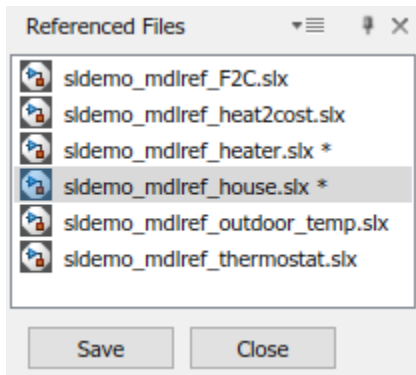 Referenced Files
sldemo_mdlref_F2C.slx
sldemo_mdlref_heat2cost.slx
sldemo_mdlref_heater.slx *
sldemo_mdlref_house.slx *
sldemo_mdlref_outdoor_temp.slx
sldemo_mdlref_thermostat.slx
Save Close